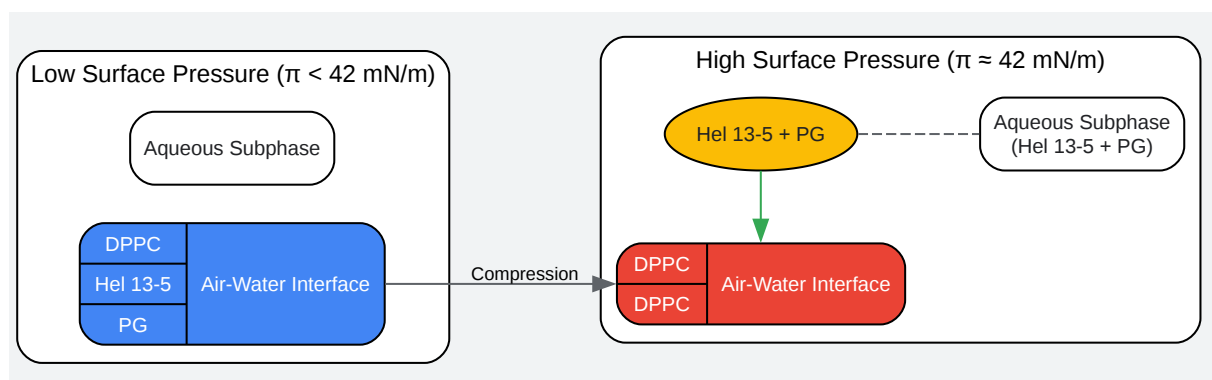 Low Surface Pressure (π < 42 mN/m)
Aqueous Subphase
DPPC
Hel 13-5
PG
Air-Water Interface
Compression
High Surface Pressure (π ≈ 42 mN/m)
Hel 13-5 + PG
Aqueous Subphase
(Hel 13-5 + PG)
DPPC
DPPC
Air-Water Interface